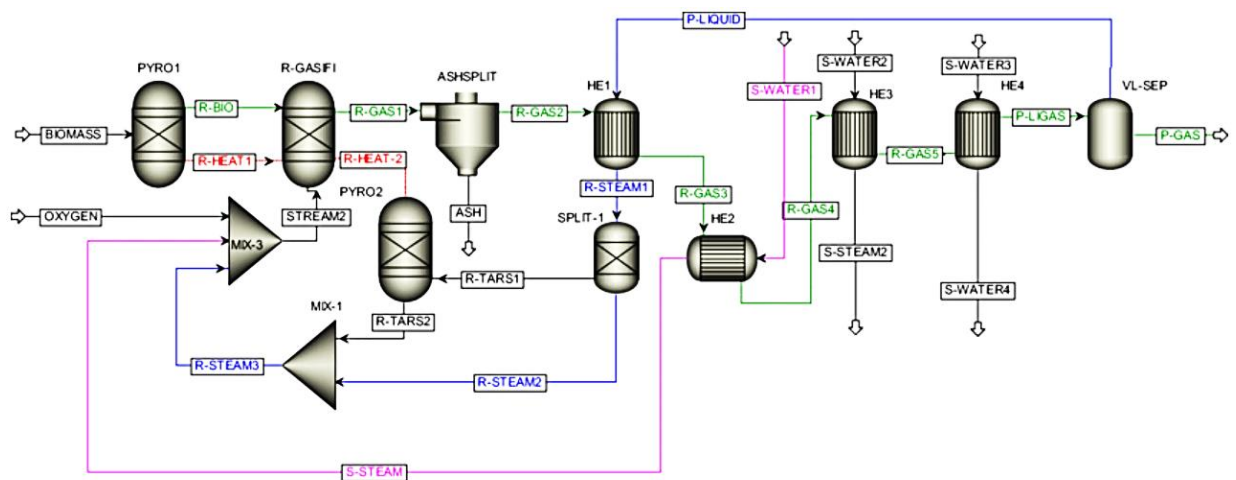 P-LIQUID
PYRO1
R-GASIFI
ASHSPLIT
HE1
S-WATER1
S-WATER2
HE3
S-WATER3
HE4
VL-SEP
R-BIO
R-GAS1
R-GAS2
P-LIGAS
P-GAS
BIOMASS
R-HEAT1
R-HEAT-2
R-GAS5
PYRO2
R-STEAM1
R-GAS3
R-GAS4
OXYGEN
STREAM2
ASH
SPLIT-1
HE2
MIX-3
S-STEAM2
R-TARS1
S-WATER4
MIX-1
R-TARS2
R-STEAM3
R-STEAM2
S-STEAM